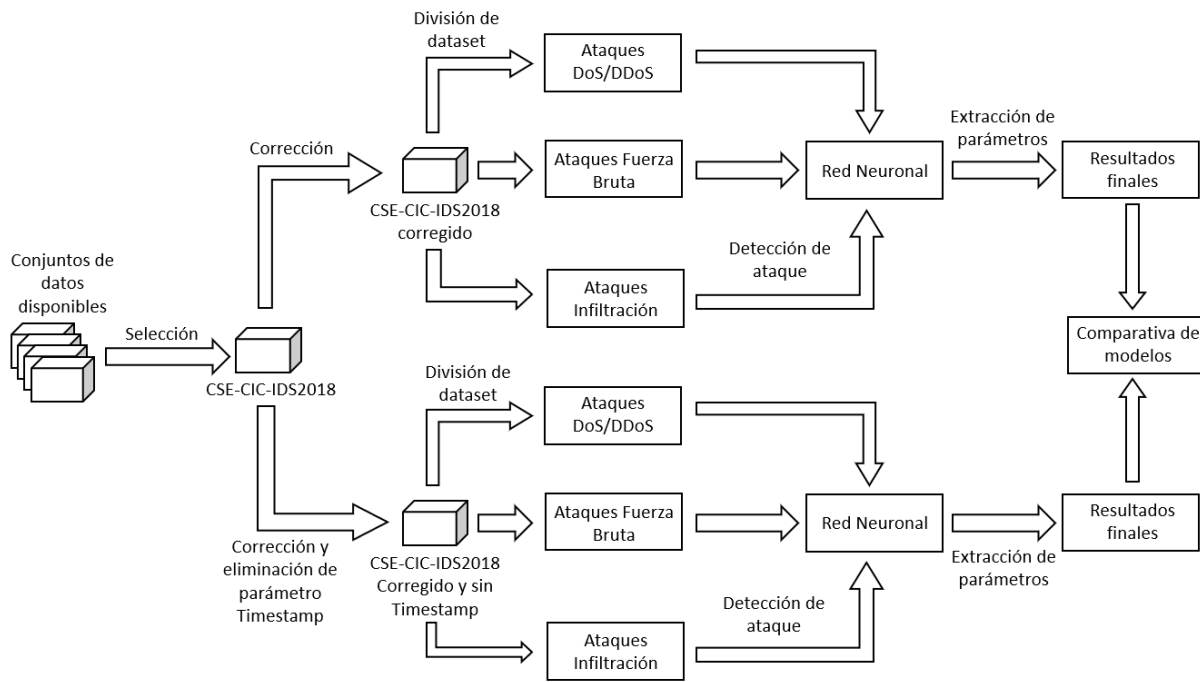 División de
dataset
Ataques
DoS/DDoS
Corrección
Extracción de
parámetros
Ataques Fuerza
Bruta
Red Neuronal
Resultados
finales
CSE-CIC-IDS2018
corregido
Detección de
ataque
Conjuntos de
datos
disponibles
Ataques
Infiltración
Selección
Comparativa de
modelos
CSE-CIC-IDS2018
División de
dataset
Ataques
DoS/DDoS
Ataques Fuerza
Bruta
Red Neuronal
Resultados
finales
Corrección y
eliminación de
parámetro
Timestamp
CSE-CIC-IDS2018
Corregido y sin
Timestamp
Extracción de
parámetros
Detección de
ataque
Ataques
Infiltración